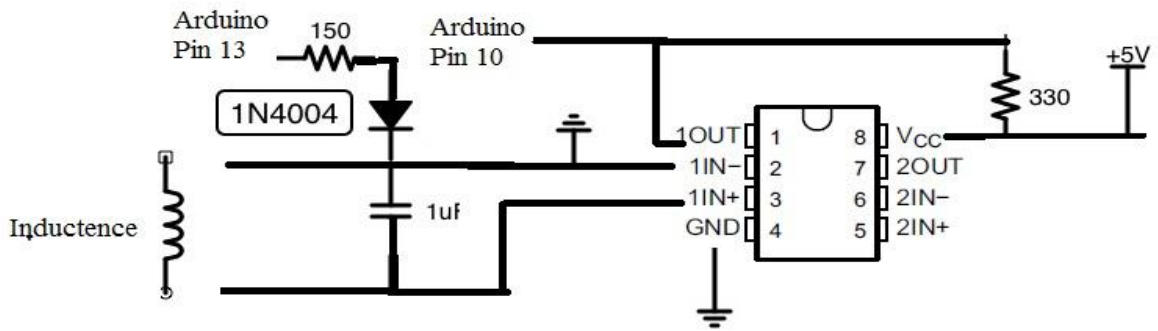 Arduino
Pin 13
150
Arduino
Pin 10
+5V
1N4004
330
1OUT 1 8 VCC
1IN− 2 7 2OUT
1IN+ 3 6 2IN−
GND 4 5 2IN+
1uF
Inductence